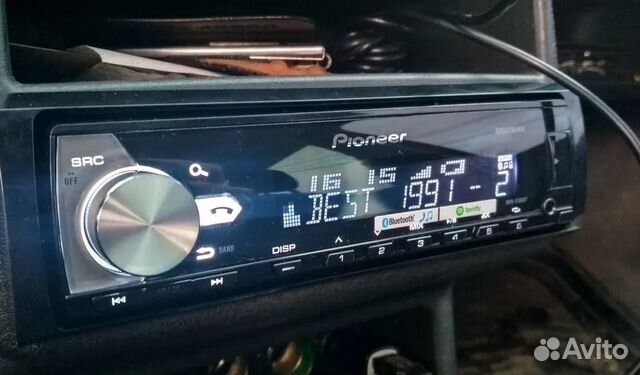 Pioneer
MIXTRAX
SRC
OFF
16 15
BEST 1991 - 2
Bluetooth
Spotify
BAND
DISP
MIX
1 2 3 4 5 6
Avito